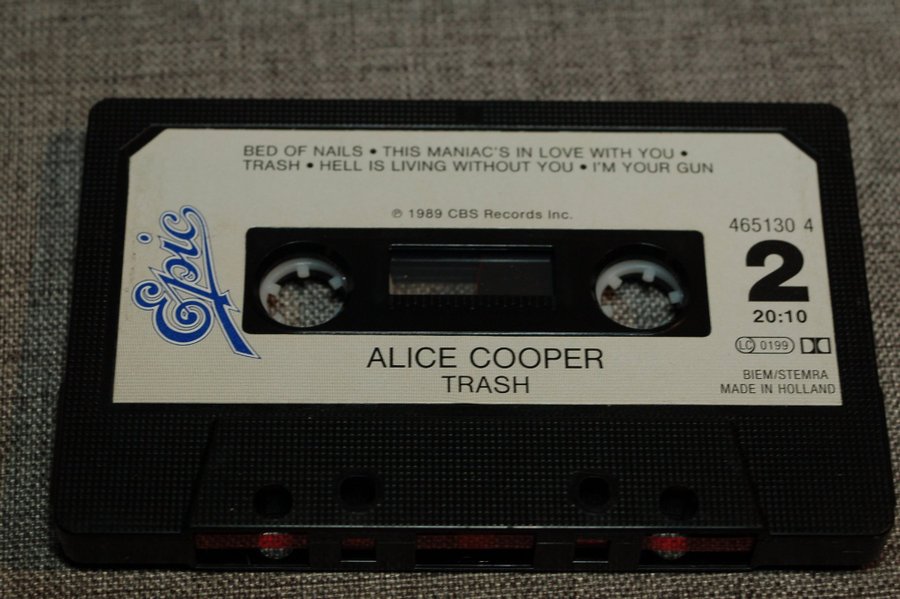 BED OF NAILS • THIS MANIAC'S IN LOVE WITH YOU •
TRASH • HELL IS LIVING WITHOUT YOU • I'M YOUR GUN
℗ 1989 CBS Records Inc.
465130 4
Epic
2
20:10
LC 0199
ALICE COOPER
TRASH
BIEM/STEMRA
MADE IN HOLLAND